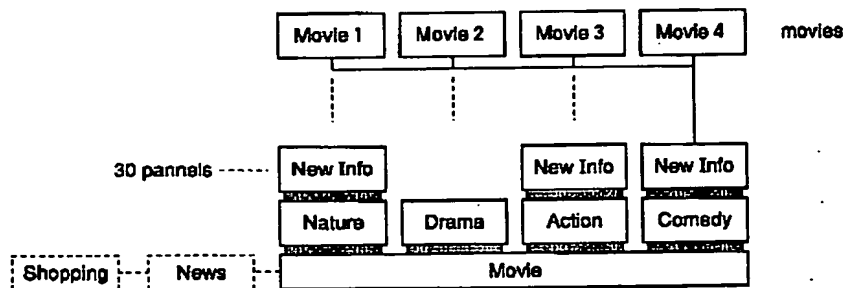 Movie 1 Movie 2 Movie 3 Movie 4 movies
30 pannels New Info New Info New Info
Nature Drama Action Comedy
Shopping News Movie